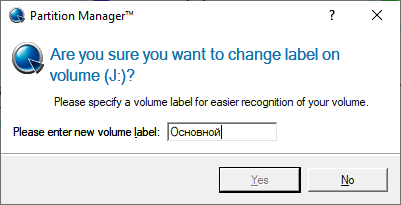 Partition Manager™
Are you sure you want to change label on
volume (J:)?
Please specify a volume label for easier recognition of your volume.
Please enter new volume label: Основной
Yes No